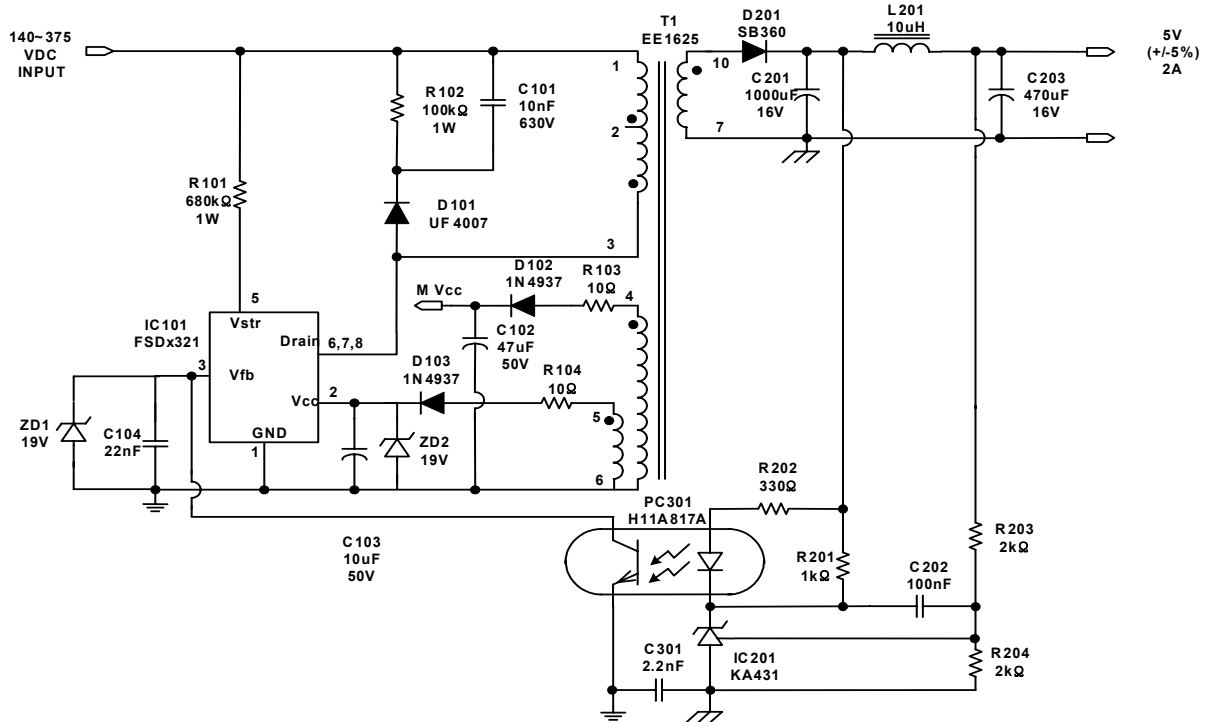 140~375
VDC
INPUT
R102
100kΩ
1W
C101
10nF
630V
T1
EE1625
1
2
3
10
7
D201
SB360
C201
1000uF
16V
L201
10uH
C203
470uF
16V
5V
(+/-5%)
2A
R101
680kΩ
1W
D101
UF 4007
IC101
FSDx321
5
Vstr
Drain
6,7,8
3
Vfb
Vcc
2
GND
1
M Vcc
D102
1N4937
R103
10Ω
4
C102
47uF
50V
D103
1N4937
R104
10Ω
5
6
ZD1
19V
C104
22nF
ZD2
19V
C103
10uF
50V
PC301
H11A817A
R202
330Ω
R201
1kΩ
C202
100nF
R203
2kΩ
R204
2kΩ
C301
2.2nF
IC201
KA431